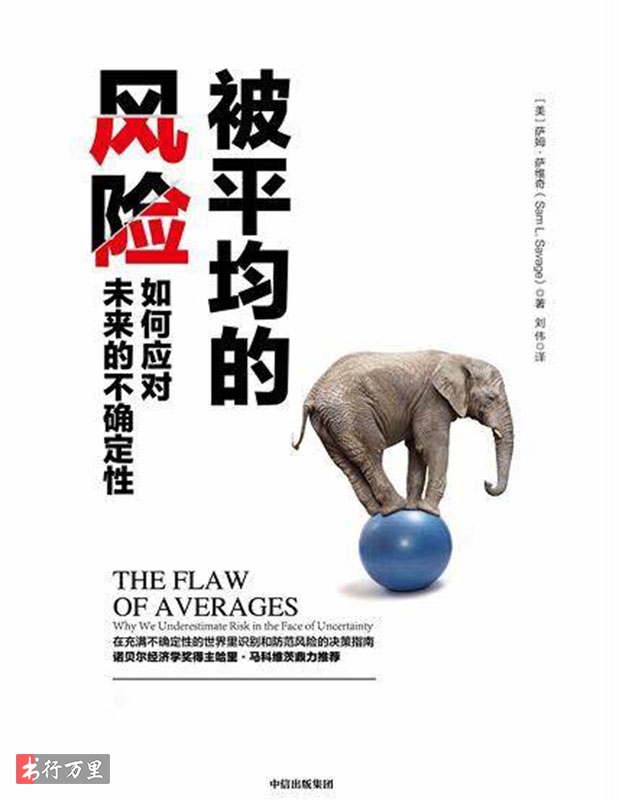 被平均的
风险
如何应对
未来的不确定性
[美]萨姆·萨维奇(Sam L. Savage)◎著 刘伟◎译
THE FLAW
OF AVERAGES
Why We Underestimate Risk in the Face of Uncertainty
在充满不确定性的世界里识别和防范风险的决策指南
诺贝尔经济学奖得主哈里·马科维茨鼎力推荐
书行万里
中信出版集团